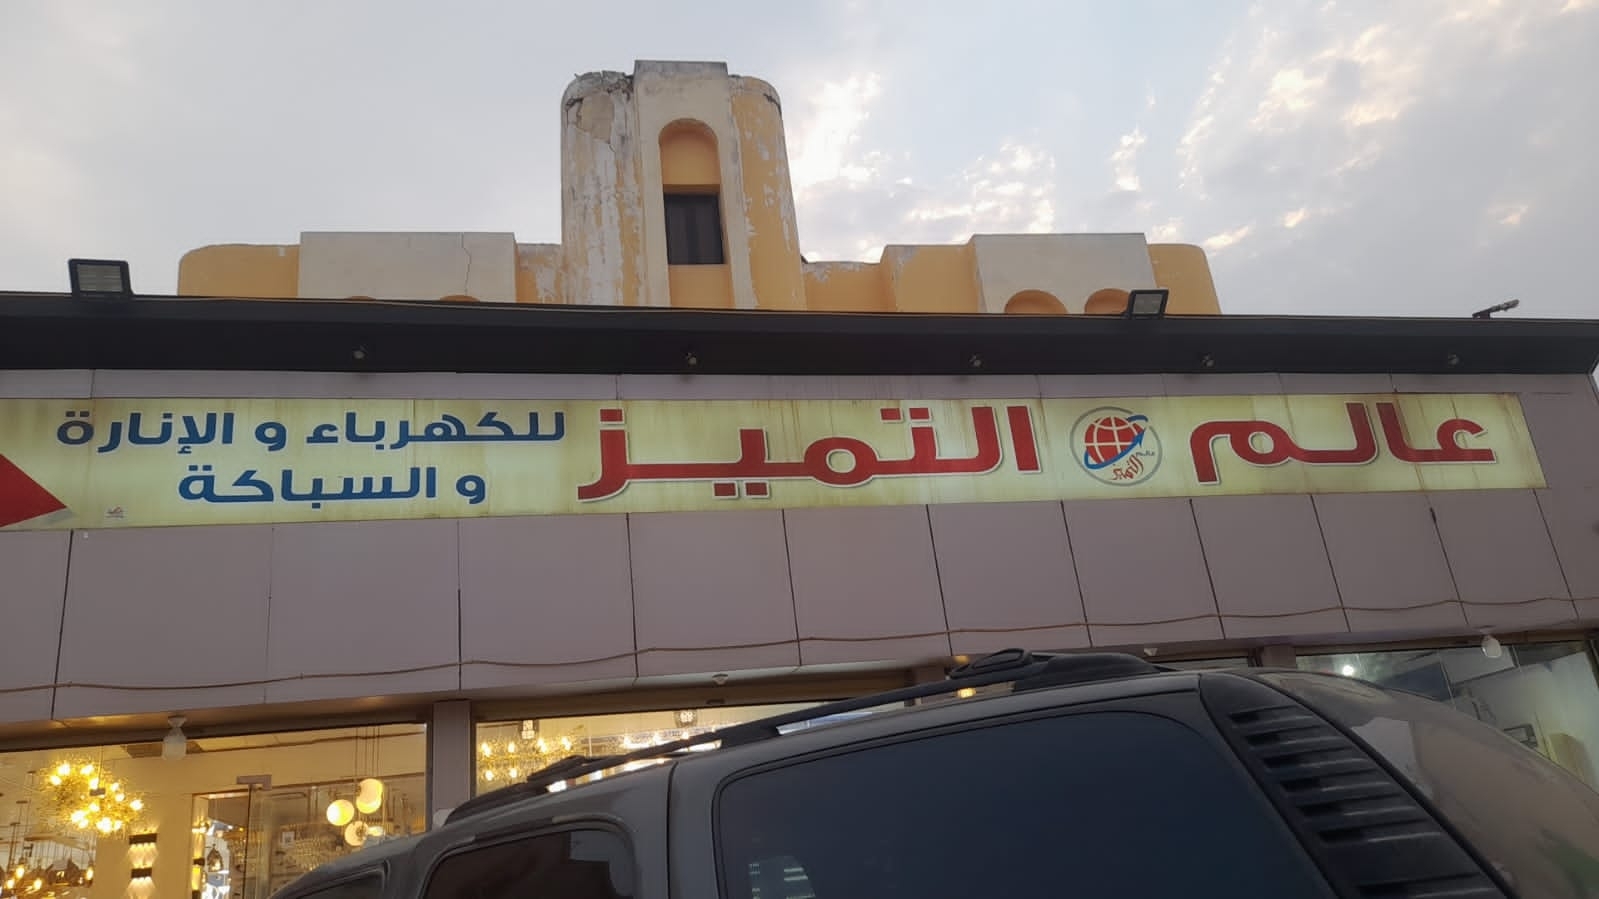 عالم التميز
للكهرباء و الإنارة
و السباكة